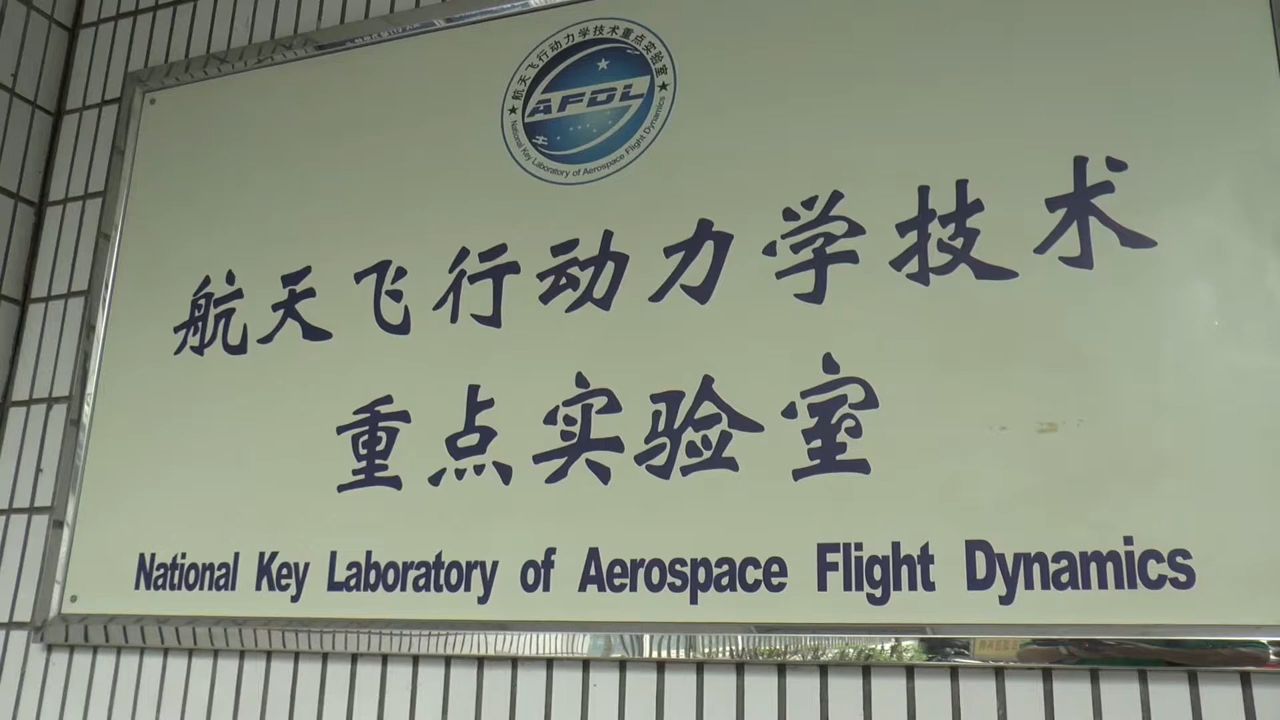 航天飞行动力学技术重点实验室
AFDL
National Key Laboratory of Aerospace Flight Dynamics
航天飞行动力学技术
重点实验室
National Key Laboratory of Aerospace Flight Dynamics